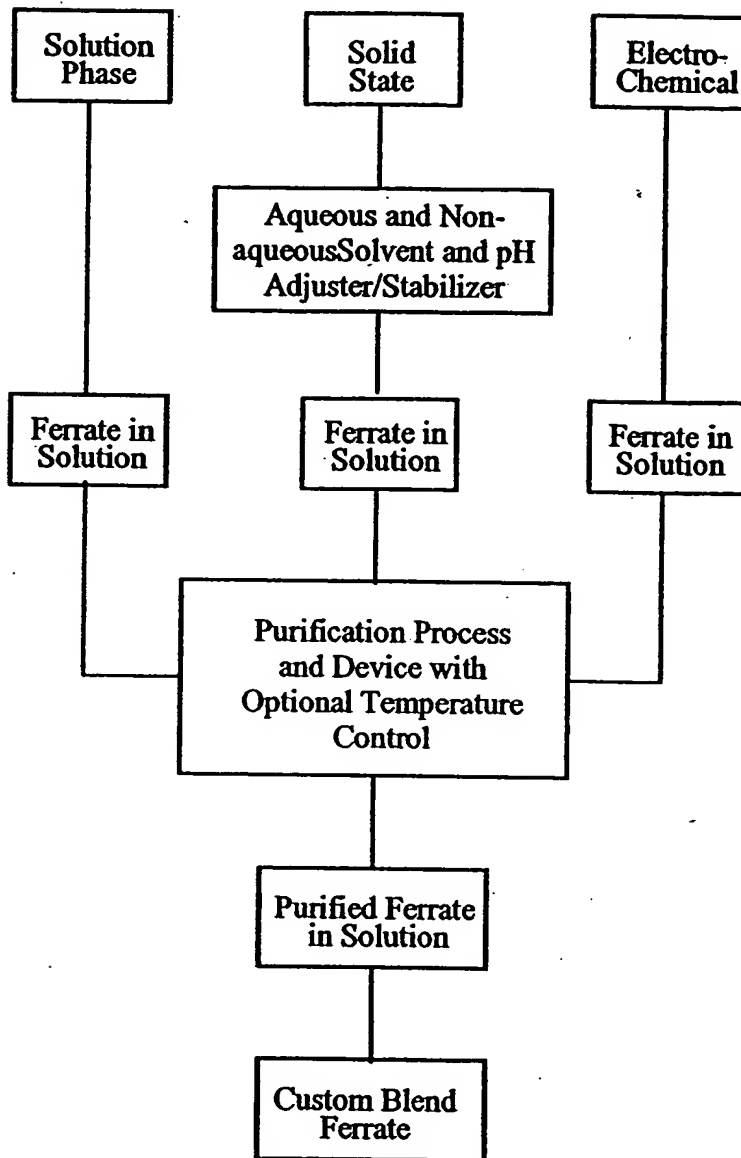 Solution
Phase
Solid
State
Electro-
Chemical
Aqueous and Non-
aqueousSolvent and pH
Adjuster/Stabilizer
Ferrate in
Solution
Ferrate in
Solution
Ferrate in
Solution
Purification Process
and Device with
Optional Temperature
Control
Purified Ferrate
in Solution
Custom Blend
Ferrate